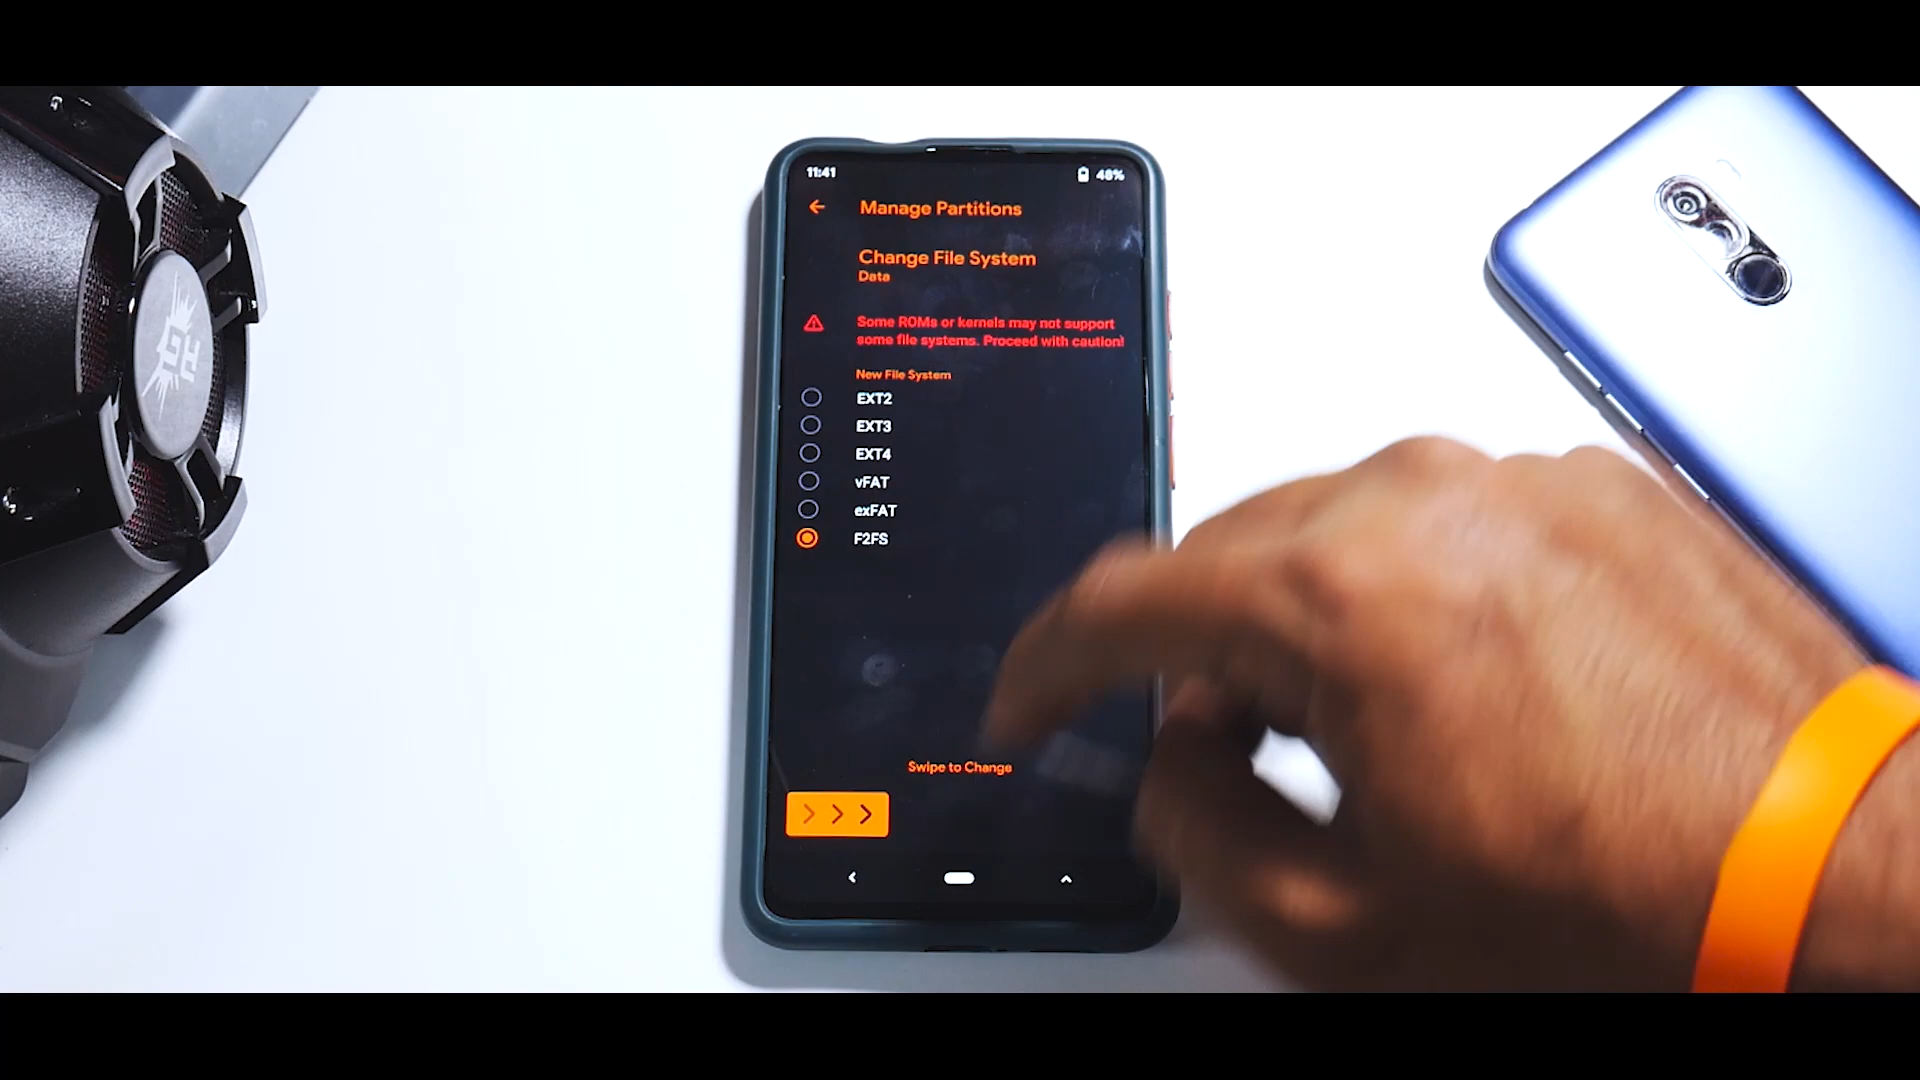 11:41
48%
Manage Partitions
Change File System
Data
Some ROMs or kernels may not support
some file systems. Proceed with caution!
New File System
EXT2
EXT3
EXT4
vFAT
exFAT
F2FS
Swipe to Change